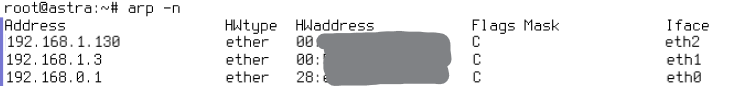 root@astra:~# arp -n
Address HWtype HWaddress Flags Mask Iface
192.168.1.130 ether 00: C eth2
192.168.1.3 ether 00: C eth1
192.168.0.1 ether 28: C eth0